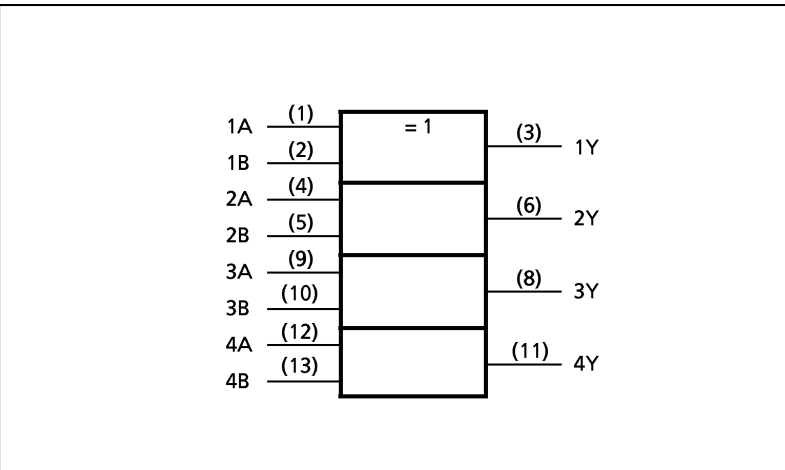 (1)
1A
= 1
(3)
1Y
(2)
1B
(4)
2A
(6)
2Y
(5)
2B
(9)
3A
(8)
3Y
(10)
3B
(12)
4A
(11)
4Y
(13)
4B